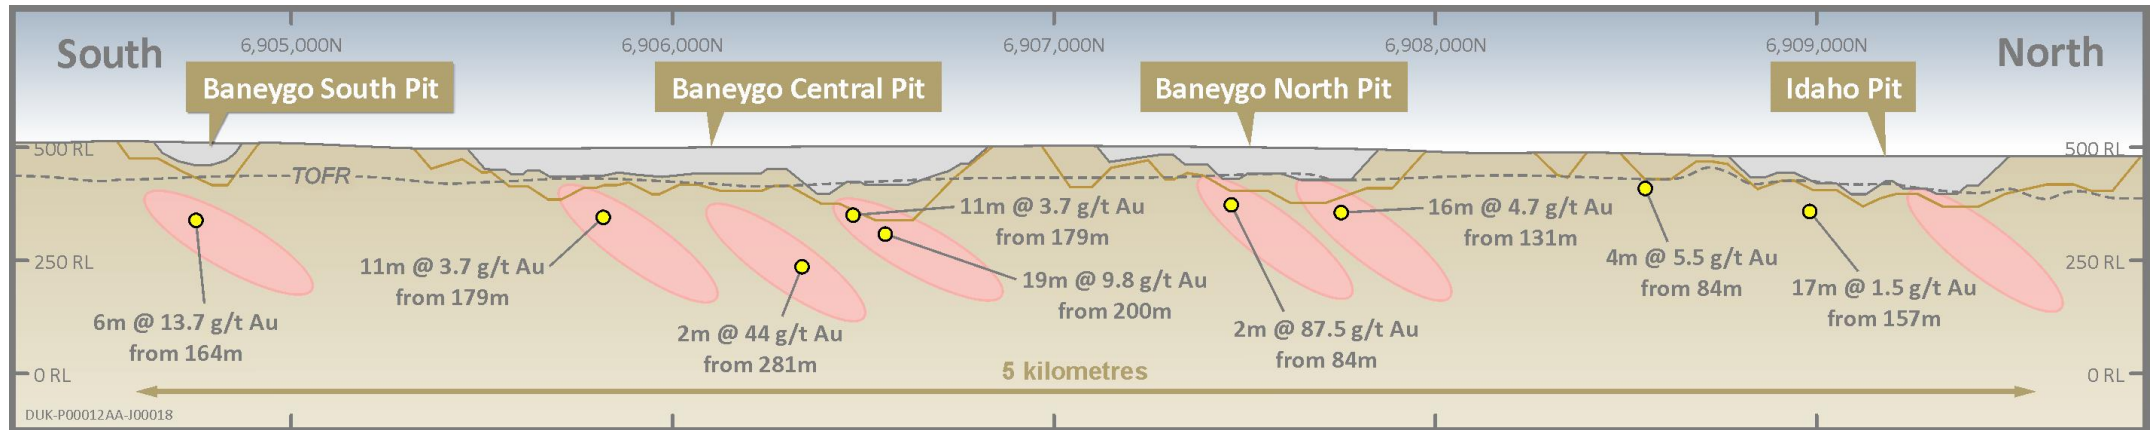 South
6,905,000N
6,906,000N
6,907,000N
6,908,000N
6,909,000N
North
Baneygo South Pit
Baneygo Central Pit
Baneygo North Pit
Idaho Pit
500 RL
500 RL
TOFR
11m @ 3.7 g/t Au
from 179m
16m @ 4.7 g/t Au
from 131m
250 RL
11m @ 3.7 g/t Au
from 179m
19m @ 9.8 g/t Au
from 200m
4m @ 5.5 g/t Au
from 84m
250 RL
17m @ 1.5 g/t Au
from 157m
6m @ 13.7 g/t Au
from 164m
2m @ 44 g/t Au
from 281m
2m @ 87.5 g/t Au
from 84m
0 RL
5 kilometres
0 RL
DUK-P00012AA-J00018